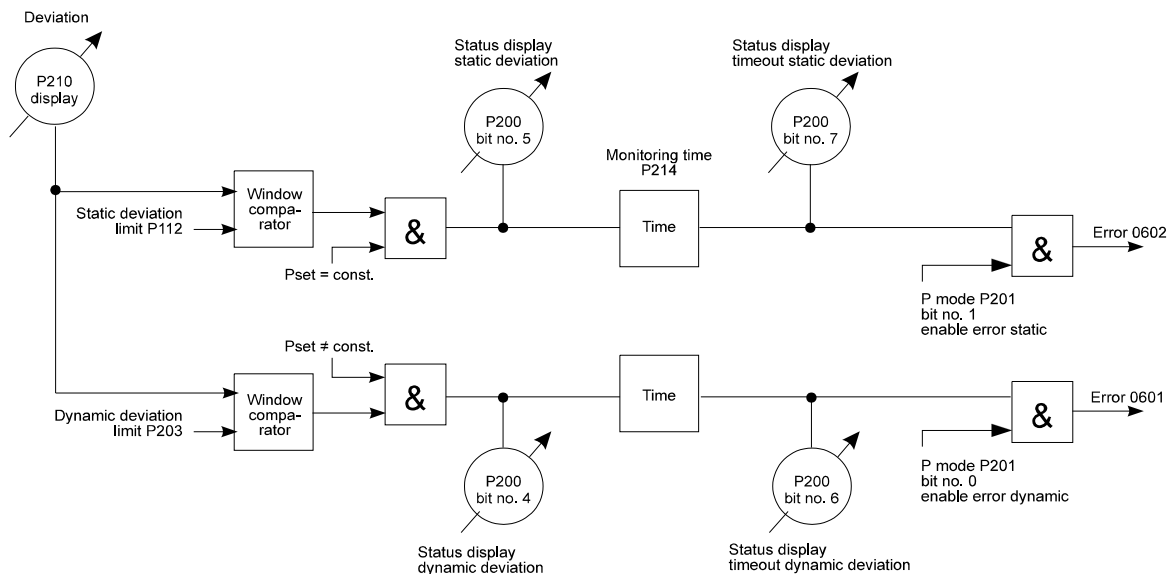 Deviation
P210
display
Status display
static deviation
P200
bit no. 5
Status display
timeout static deviation
P200
bit no. 7
Monitoring time
P214
Window
compa-
rator
Static deviation
limit P112
&
Pset = const.
Time
&
Error 0602
P mode P201
bit no. 1
enable error static
Pset ≠ const.
Window
compa-
rator
Dynamic deviation
limit P203
&
Time
&
Error 0601
P mode P201
bit no. 0
enable error dynamic
P200
bit no. 4
Status display
dynamic deviation
P200
bit no. 6
Status display
timeout dynamic deviation